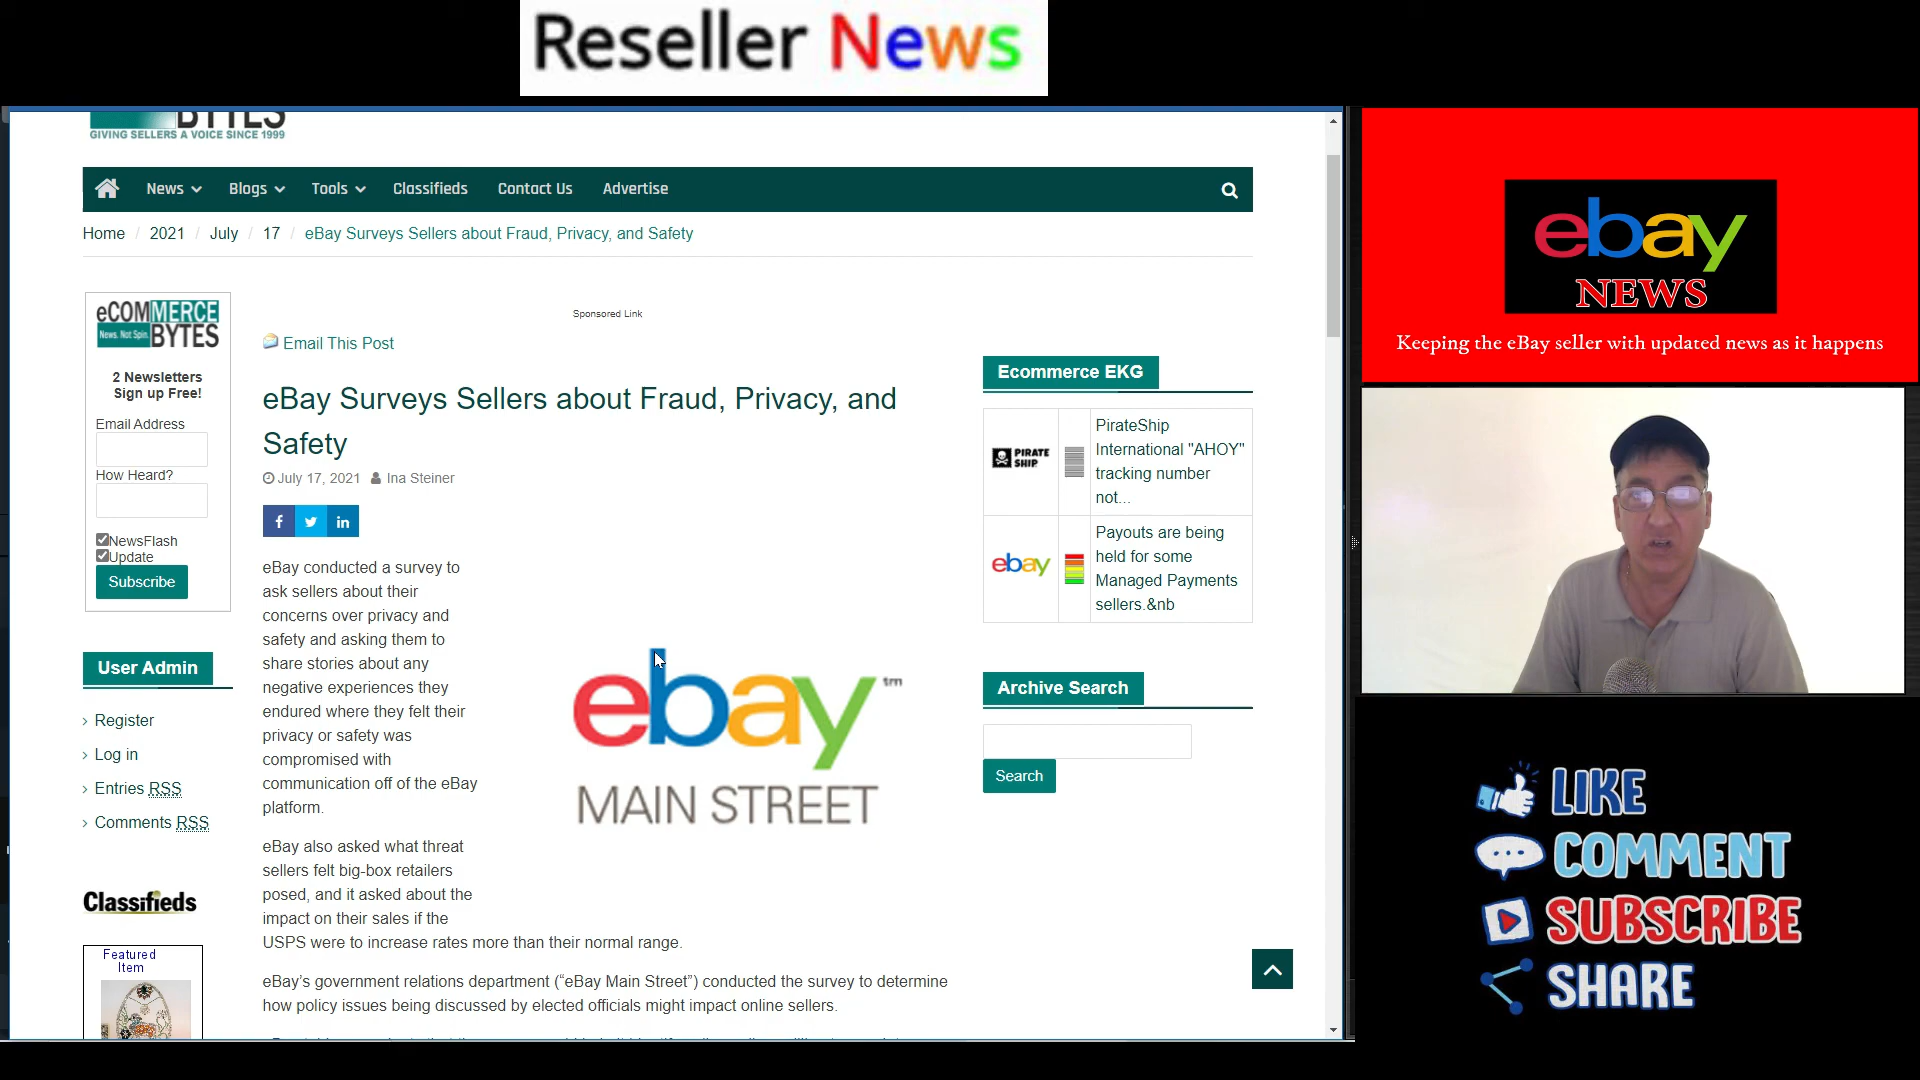 Reseller News
BYTES
GIVING SELLERS A VOICE SINCE 1999
News Blogs Tools Classifieds Contact Us Advertise
Home / 2021 / July / 17 / eBay Surveys Sellers about Fraud, Privacy, and Safety
eCOMMERCE
News. Not Spin. BYTES
2 Newsletters
Sign up Free!
Email Address
How Heard?
NewsFlash
Update
Subscribe
User Admin
Register
Log in
Entries RSS
Comments RSS
Classifieds
Featured
Item
Sponsored Link
Email This Post
eBay Surveys Sellers about Fraud, Privacy, and
Safety
July 17, 2021 Ina Steiner
f in
eBay conducted a survey to
ask sellers about their
concerns over privacy and
safety and asking them to
share stories about any
negative experiences they
endured where they felt their
privacy or safety was
compromised with
communication off of the eBay
platform.
ebay™
MAIN STREET
eBay also asked what threat
sellers felt big-box retailers
posed, and it asked about the
impact on their sales if the
USPS were to increase rates more than their normal range.
eBay’s government relations department (“eBay Main Street”) conducted the survey to determine
how policy issues being discussed by elected officials might impact online sellers.
Ecommerce EKG
PIRATE
SHIP
PirateShip
International "AHOY"
tracking number
not...
ebay
Payouts are being
held for some
Managed Payments
sellers.&nb
Archive Search
Search
ebay
NEWS
Keeping the eBay seller with updated news as it happens
LIKE
COMMENT
SUBSCRIBE
SHARE